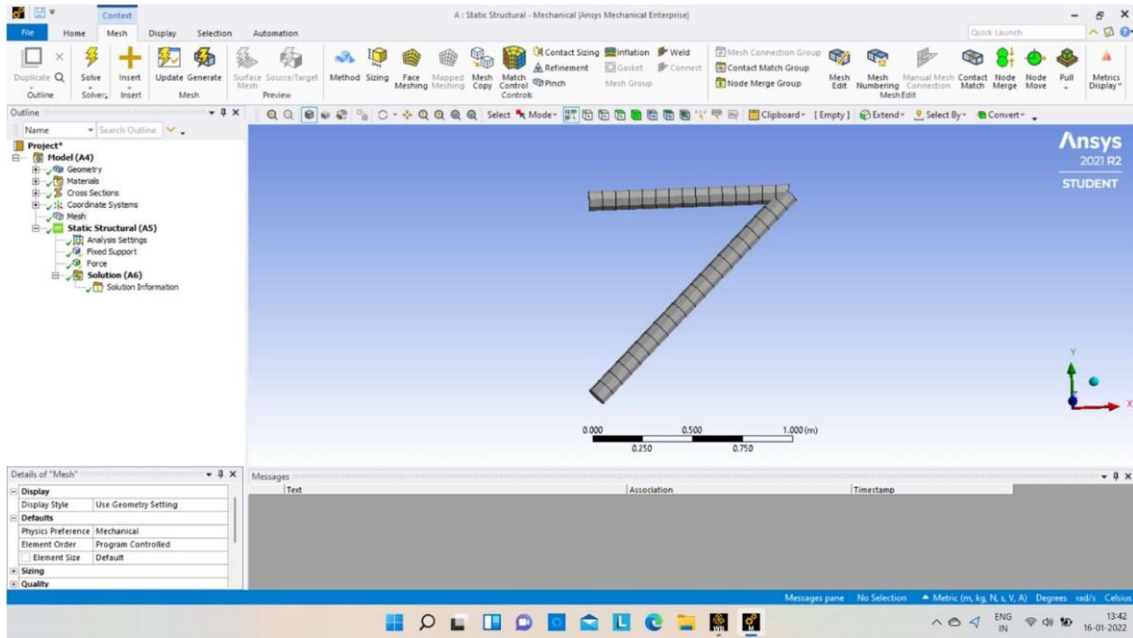 Context
A : Static Structural - Mechanical [Ansys Mechanical Enterprise]
File Home Mesh Display Selection Automation Quick Launch
Duplicate Q Solve Insert Update Generate Surface Mesh Source/Target Method Sizing Face Meshing Mapped Meshing Mesh Copy Match Control Contact Sizing Inflation Weld Mesh Connection Group Mesh Edit Mesh Numbering Manual Mesh Connection Contact Match Node Merge Node Move Pull Metrics Display
Refinement Gasket Connect Contact Match Group
Pinch Mesh Group Node Merge Group
Outline Solver Insert Mesh Preview Controls Mesh Edit
Outline
Select Mode Clipboard [Empty] Extend Select By Convert
Name Search Outline
Project*
Model (A4)
Geometry
Materials
Cross Sections
Coordinate Systems
Mesh
Static Structural (A5)
Analysis Settings
Fixed Support
Force
Solution (A6)
Solution Information
Ansys
2021 R2
STUDENT
Y
X
0.000 0.500 1.000 (m)
0.250 0.750
Details of "Mesh"
Display
Display Style Use Geometry Setting
Defaults
Physics Preference Mechanical
Element Order Program Controlled
Element Size Default
Sizing
Quality
Messages
Text Association Timestamp
Messages pane No Selection Metric (m, kg, N, s, V, A) Degrees rad/s Celsius
ENG
IN
13:42
16-01-2022